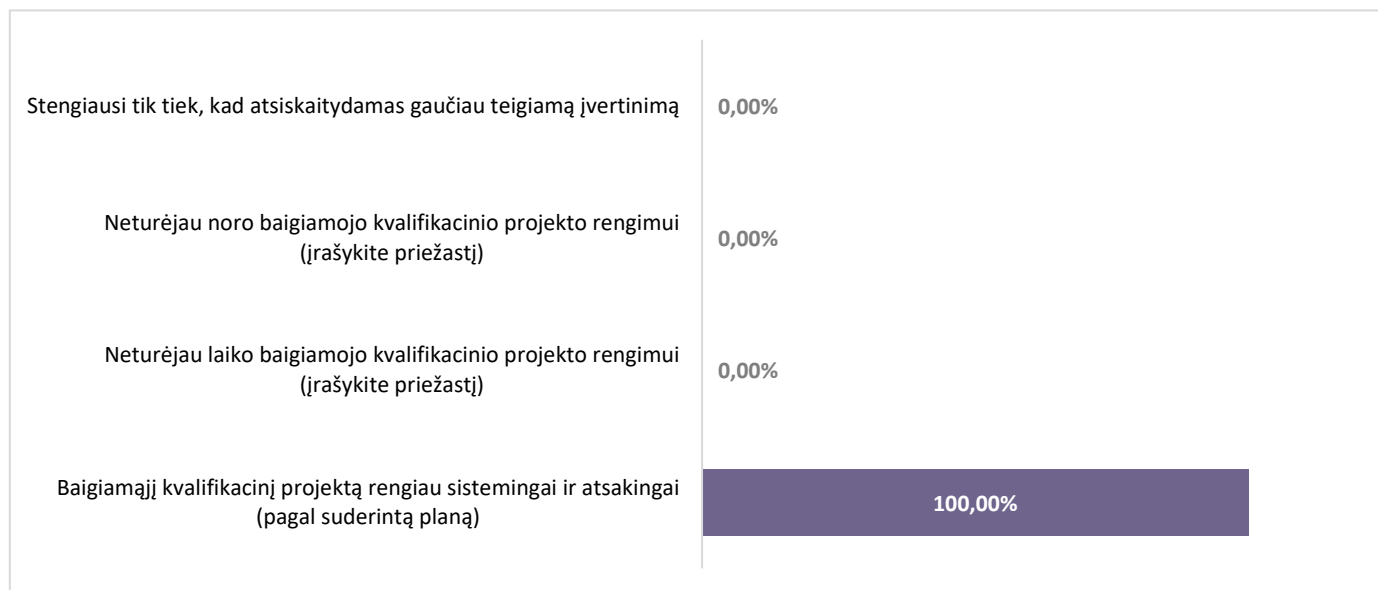 Stengiausi tik tiek, kad atsiskaitydamas gaučiau teigiamą įvertinimą
0,00%
Neturėjau noro baigiamojo kvalifikacinio projekto rengimui
(įrašykite priežastį)
0,00%
Neturėjau laiko baigiamojo kvalifikacinio projekto rengimui
(įrašykite priežastį)
0,00%
Baigiamąjį kvalifikacinį projektą rengiau sistemingai ir atsakingai
(pagal suderintą planą)
100,00%